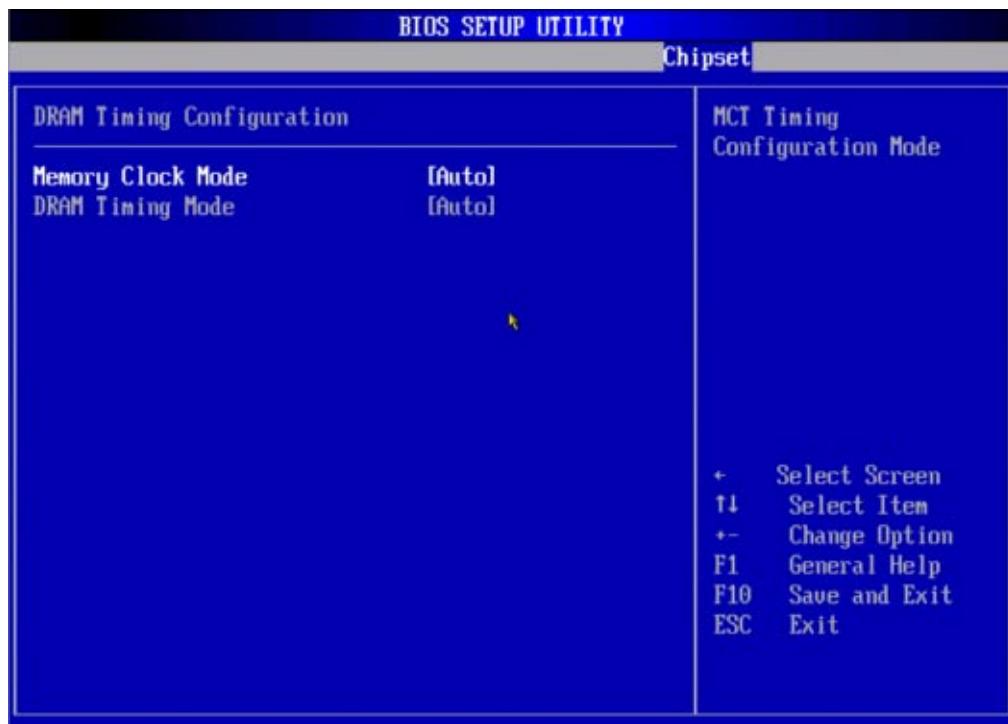 BIOS SETUP UTILITY
Chipset
DRAM Timing Configuration
Memory Clock Mode [Auto]
DRAM Timing Mode [Auto]
MCT Timing
Configuration Mode
← Select Screen
↑↓ Select Item
+- Change Option
F1 General Help
F10 Save and Exit
ESC Exit